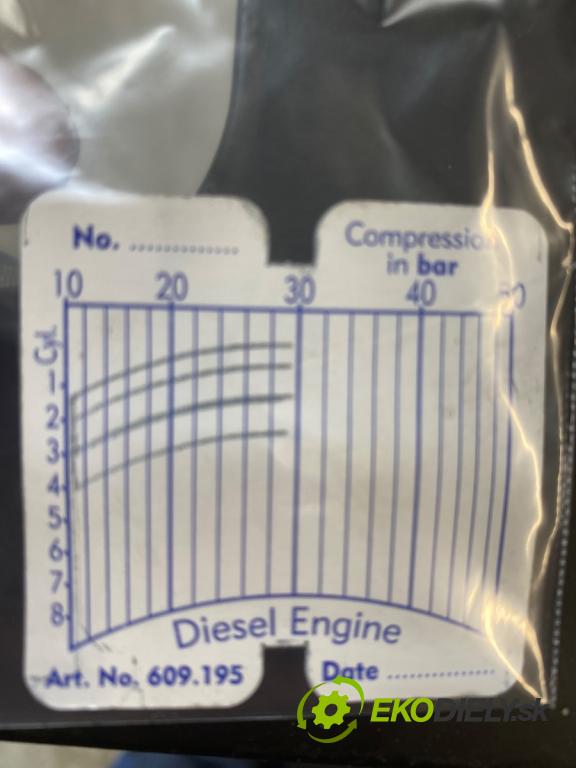 No. ..............
Compression
in bar
10 20 30 40 50
Cyl.
1
2
3
4
5
6
7
8
Diesel Engine
Art. No. 609.195
Date ................
EKODIELY.sk